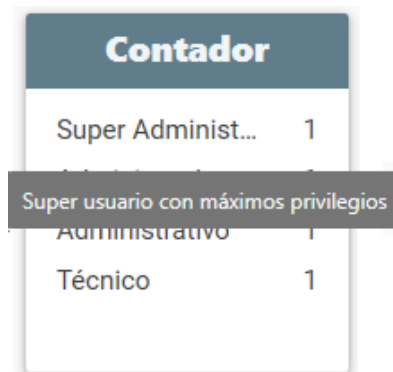 Contador
Super Administ... 1
Super usuario con máximos privilegios
Administrativo 1
Técnico 1